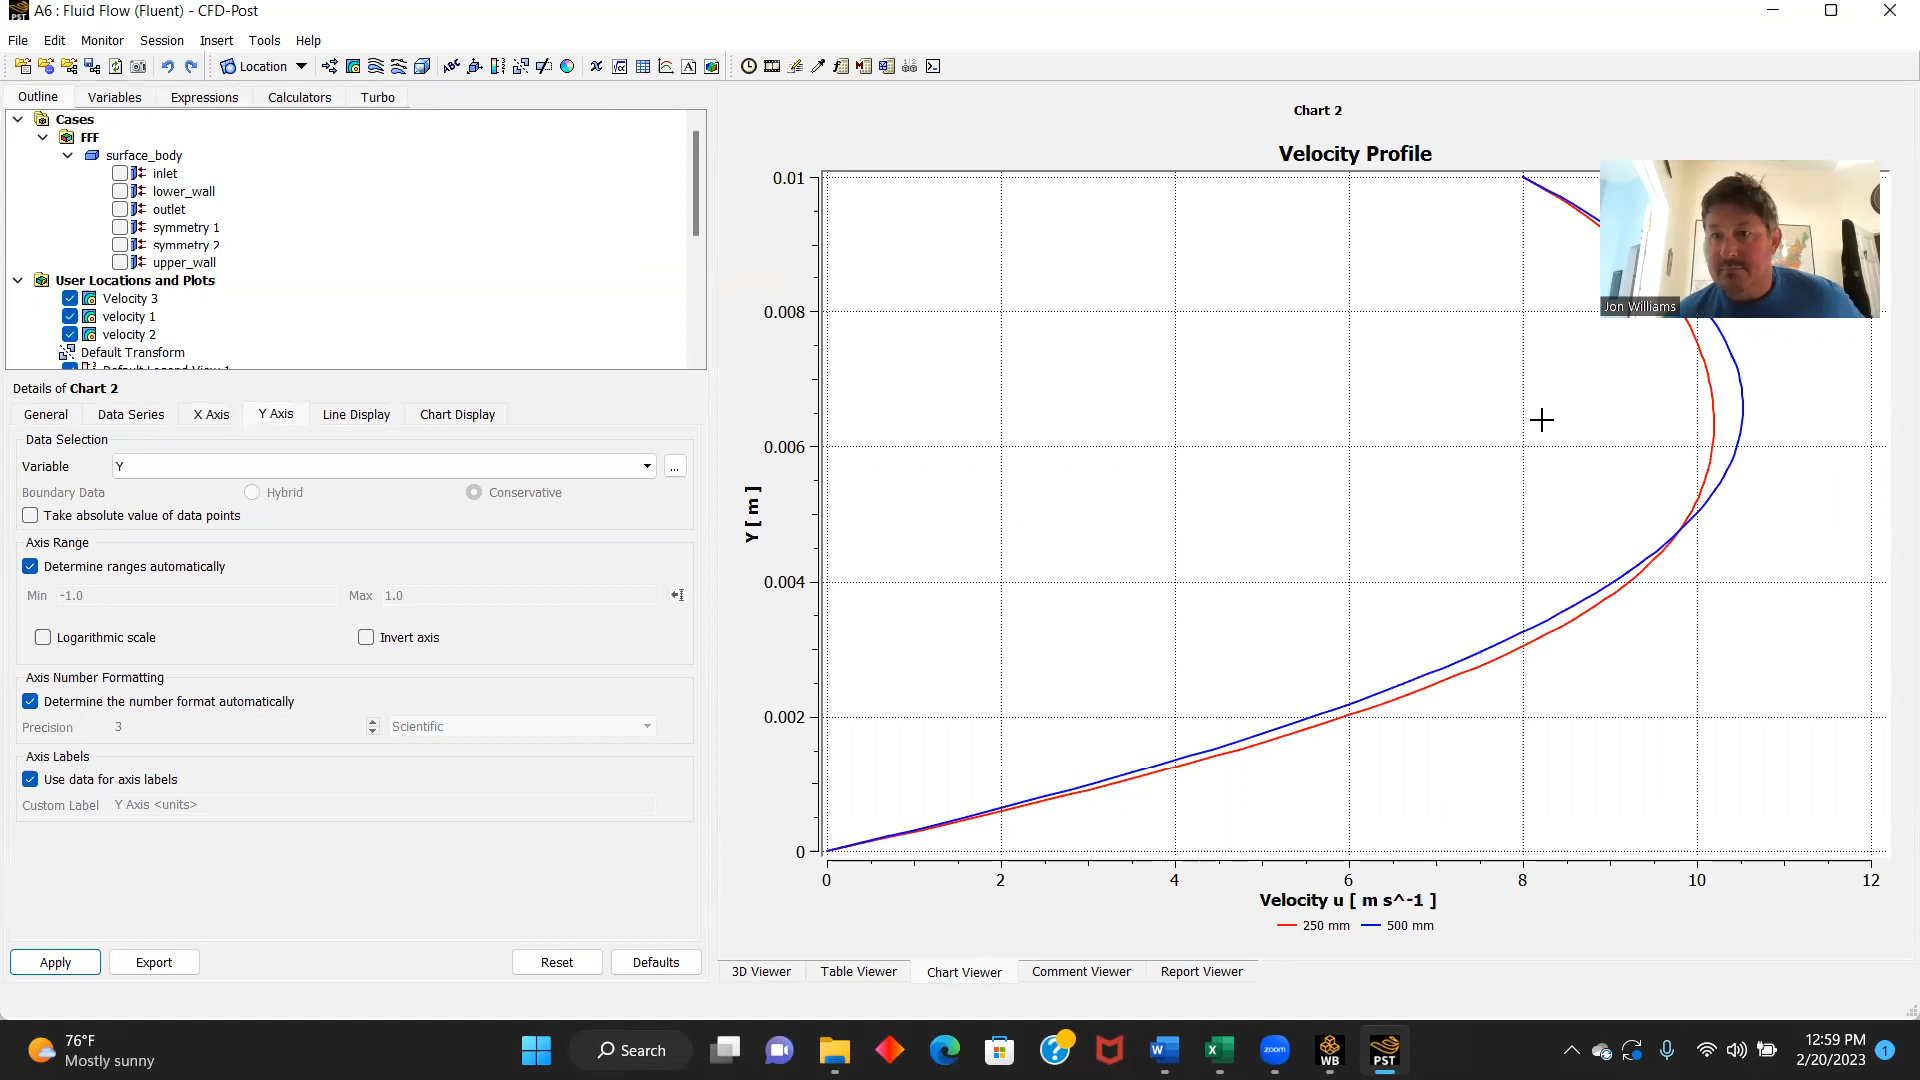 A6 : Fluid Flow (Fluent) - CFD-Post
File Edit Monitor Session Insert Tools Help
Location
Outline Variables Expressions Calculators Turbo
Cases
FFF
surface_body
inlet
lower_wall
outlet
symmetry 1
symmetry 2
upper_wall
User Locations and Plots
Velocity 3
velocity 1
velocity 2
Default Transform
Default Legend View 1
Details of Chart 2
General Data Series X Axis Y Axis Line Display Chart Display
Data Selection
Variable Y ...
Boundary Data Hybrid Conservative
Take absolute value of data points
Axis Range
Determine ranges automatically
Min -1.0 Max 1.0
Logarithmic scale Invert axis
Axis Number Formatting
Determine the number format automatically
Precision 3 Scientific
Axis Labels
Use data for axis labels
Custom Label Y Axis <units>
Apply Export Reset Defaults
Chart 2
Velocity Profile
0.01
0.008
0.006
0.004
0.002
0
Y [ m ]
0 2 4 6 8 10 12
Velocity u [ m s^-1 ]
250 mm 500 mm
Jon Williams
3D Viewer Table Viewer Chart Viewer Comment Viewer Report Viewer
76°F
Mostly sunny
Search
zoom
WB
PST
12:59 PM
2/20/2023
1